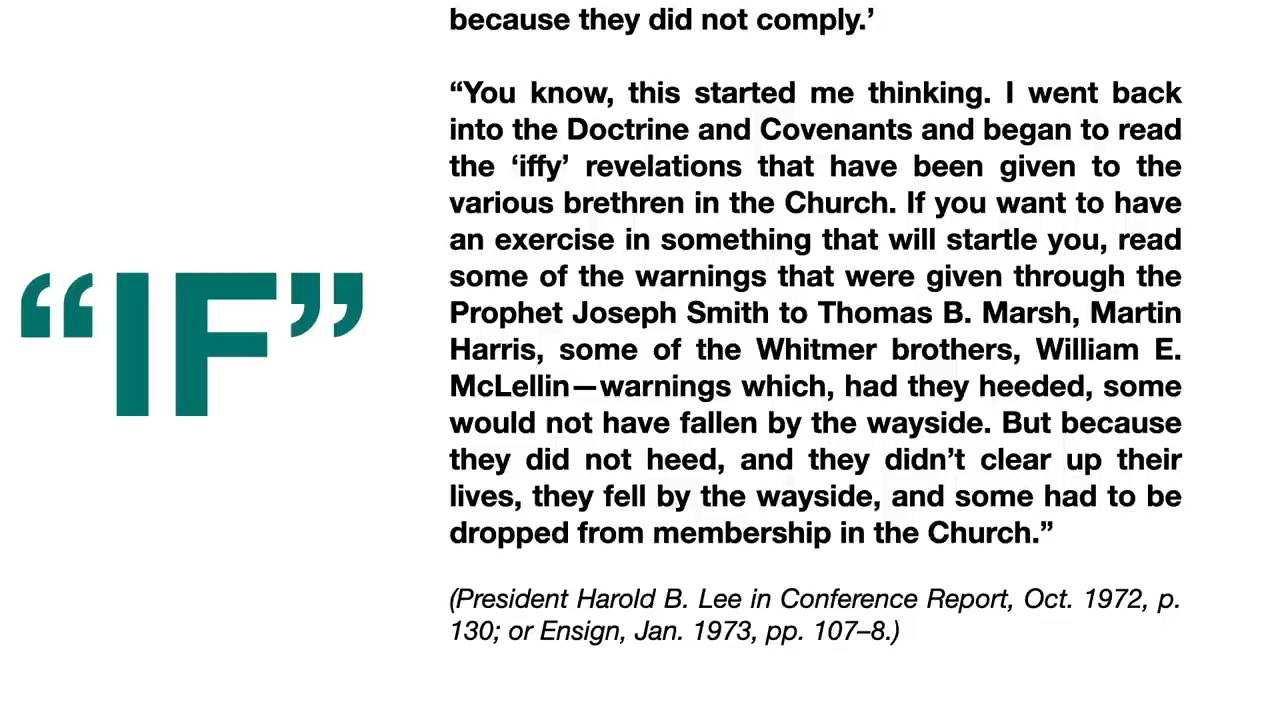 because they did not comply.’
“You know, this started me thinking. I went back
into the Doctrine and Covenants and began to read
the ‘iffy’ revelations that have been given to the
various brethren in the Church. If you want to have
an exercise in something that will startle you, read
some of the warnings that were given through the
Prophet Joseph Smith to Thomas B. Marsh, Martin
Harris, some of the Whitmer brothers, William E.
McLellin—warnings which, had they heeded, some
would not have fallen by the wayside. But because
they did not heed, and they didn’t clear up their
lives, they fell by the wayside, and some had to be
dropped from membership in the Church.”
(President Harold B. Lee in Conference Report, Oct. 1972, p.
130; or Ensign, Jan. 1973, pp. 107–8.)
“IF”